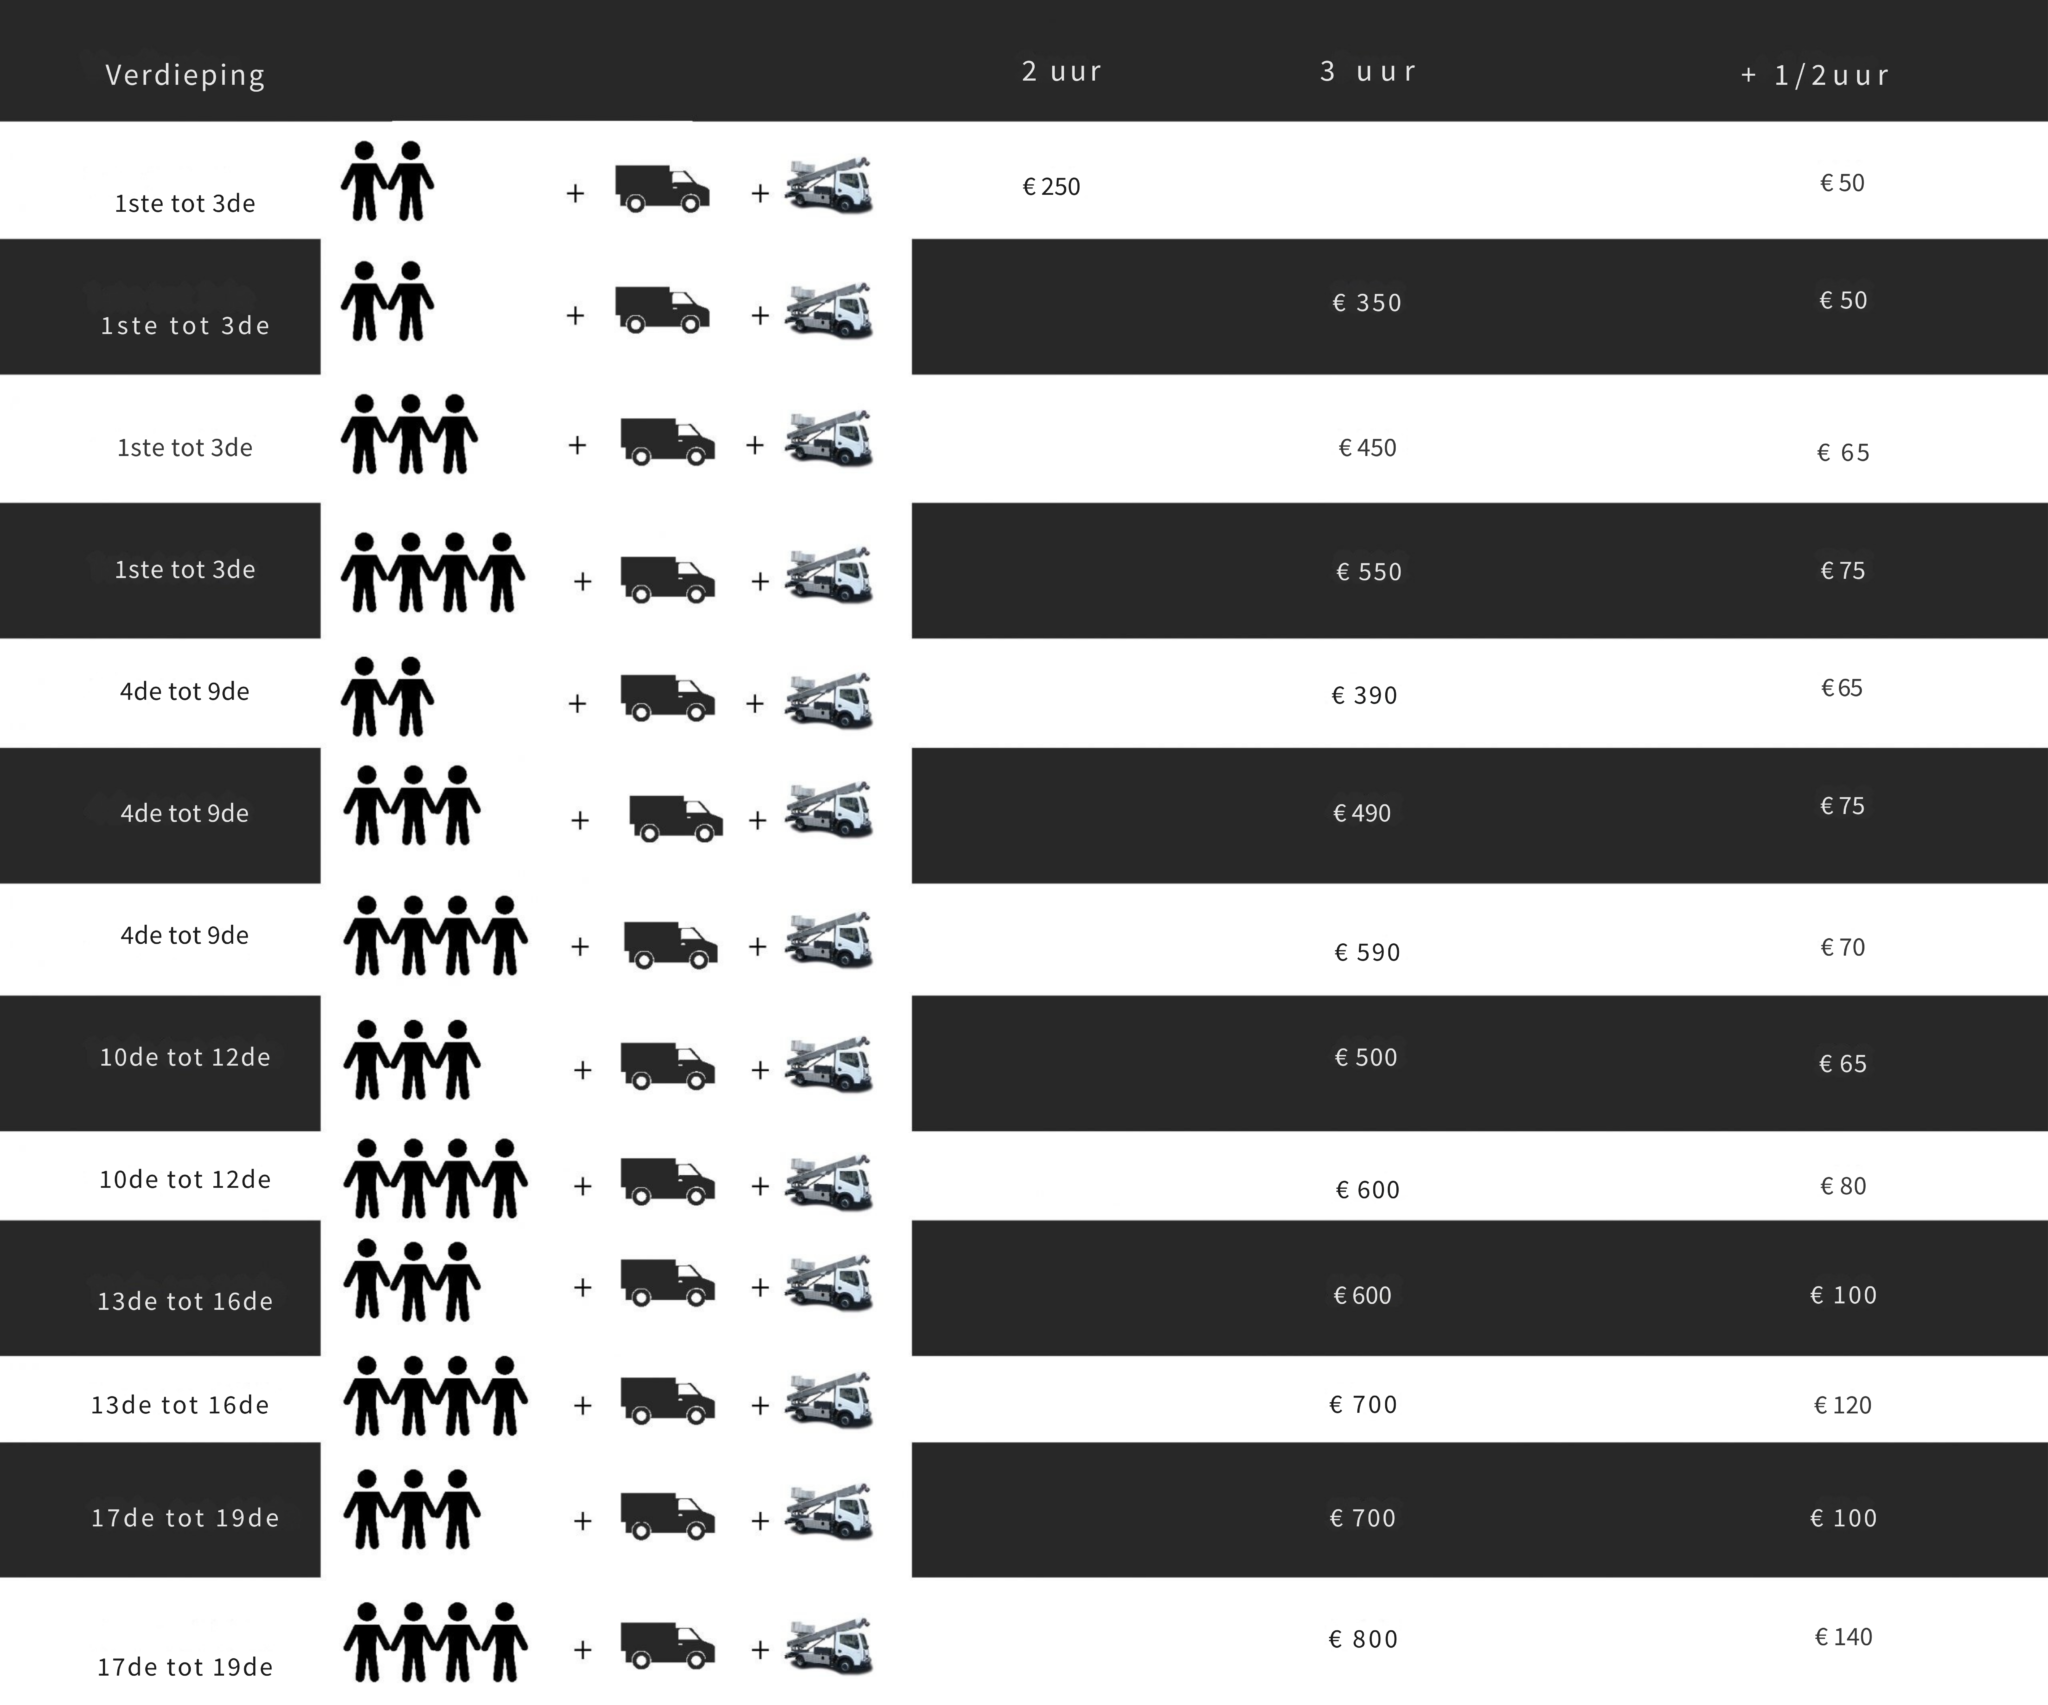 Verdieping 2 uur 3 uur + 1/2uur
1ste tot 3de + + € 250 € 50
1ste tot 3de + + € 350 € 50
1ste tot 3de + + € 450 € 65
1ste tot 3de + + € 550 € 75
4de tot 9de + + € 390 € 65
4de tot 9de + + € 490 € 75
4de tot 9de + + € 590 € 70
10de tot 12de + + € 500 € 65
10de tot 12de + + € 600 € 80
13de tot 16de + + € 600 € 100
13de tot 16de + + € 700 € 120
17de tot 19de + + € 700 € 100
17de tot 19de + + € 800 € 140